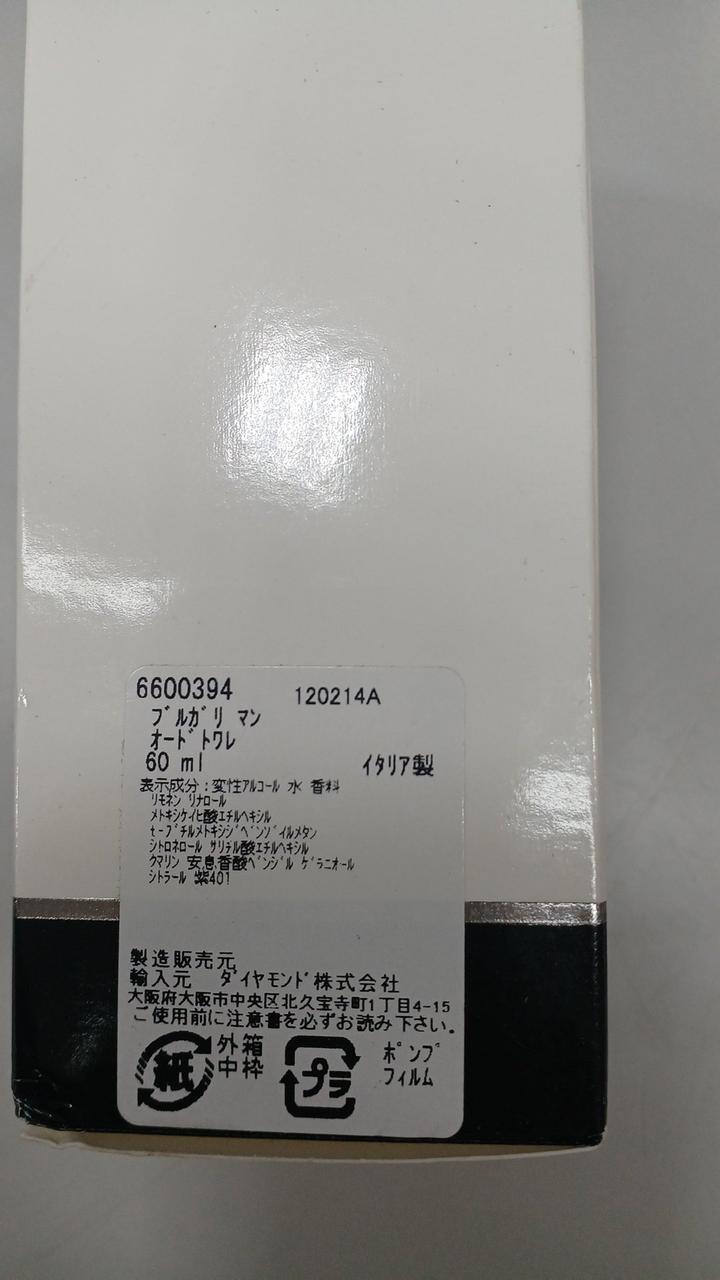 6600394 120214A
ブルガリ マン
オードトワレ
60 ml イタリア製
表示成分:変性アルコール 水 香料
リモネン リナロール
メトキシケイヒ酸エチルヘキシル
t-ブチルメトキシジベンゾイルメタン
シトロネロール サリチル酸エチルヘキシル
クマリン 安息香酸ベンジル ゲラニオール
シトラール 紫401
製造販売元
輸入元 ダイヤモンド株式会社
大阪府大阪市中央区北久宝寺町1丁目4-15
ご使用前に注意書を必ずお読み下さい。
紙 外箱 プラ ポンプ
中枠 フィルム